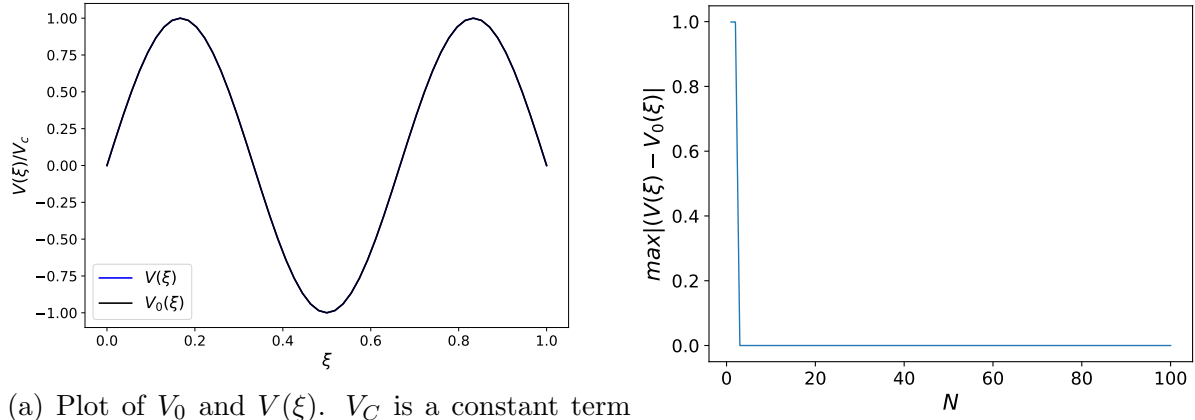 1.00
0.75
0.50
0.25
0.00
−0.25
−0.50
−0.75
−1.00
V(ξ)/V_c
V(ξ)
V_0(ξ)
0.0 0.2 0.4 0.6 0.8 1.0
ξ
(a) Plot of V_0 and V(ξ). V_C is a constant term
1.0
0.8
0.6
0.4
0.2
0.0
max|(V(ξ) − V_0(ξ)|
0 20 40 60 80 100
N